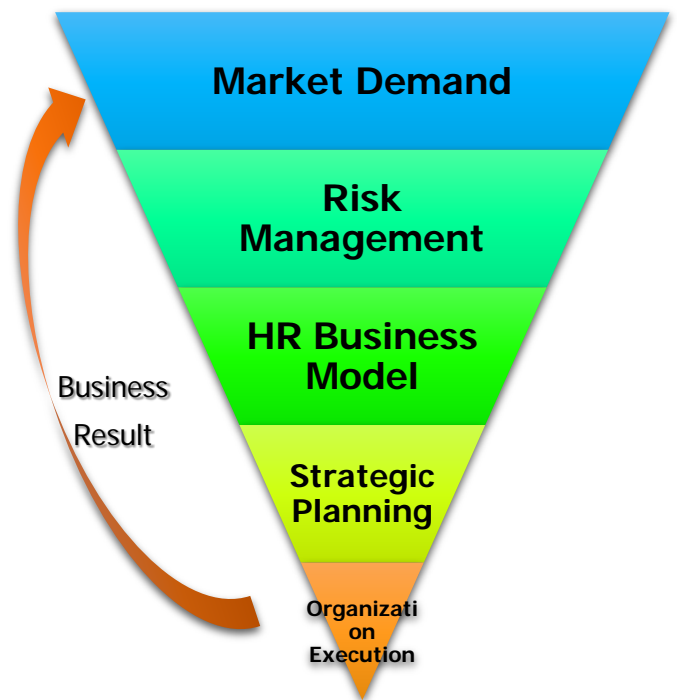 Market Demand
Risk
Management
HR Business
Model
Business
Result
Strategic
Planning
Organizati
on
Execution